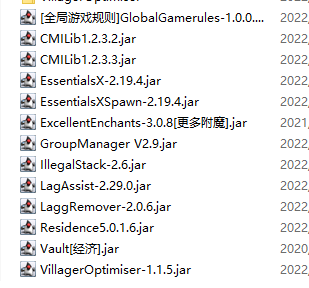 [全局游戏规则]GlobalGamerules-1.0.0.... 2022,
CMILib1.2.3.2.jar 2022,
CMILib1.2.3.3.jar 2022,
EssentialsX-2.19.4.jar 2022,
EssentialsXSpawn-2.19.4.jar 2022,
ExcellentEnchants-3.0.8[更多附魔].jar 2021,
GroupManager V2.9.jar 2022,
IllegalStack-2.6.jar 2022,
LagAssist-2.29.0.jar 2022,
LaggRemover-2.0.6.jar 2022,
Residence5.0.1.6.jar 2022,
Vault[经济].jar 2020,
VillagerOptimiser-1.1.5.jar 2022,